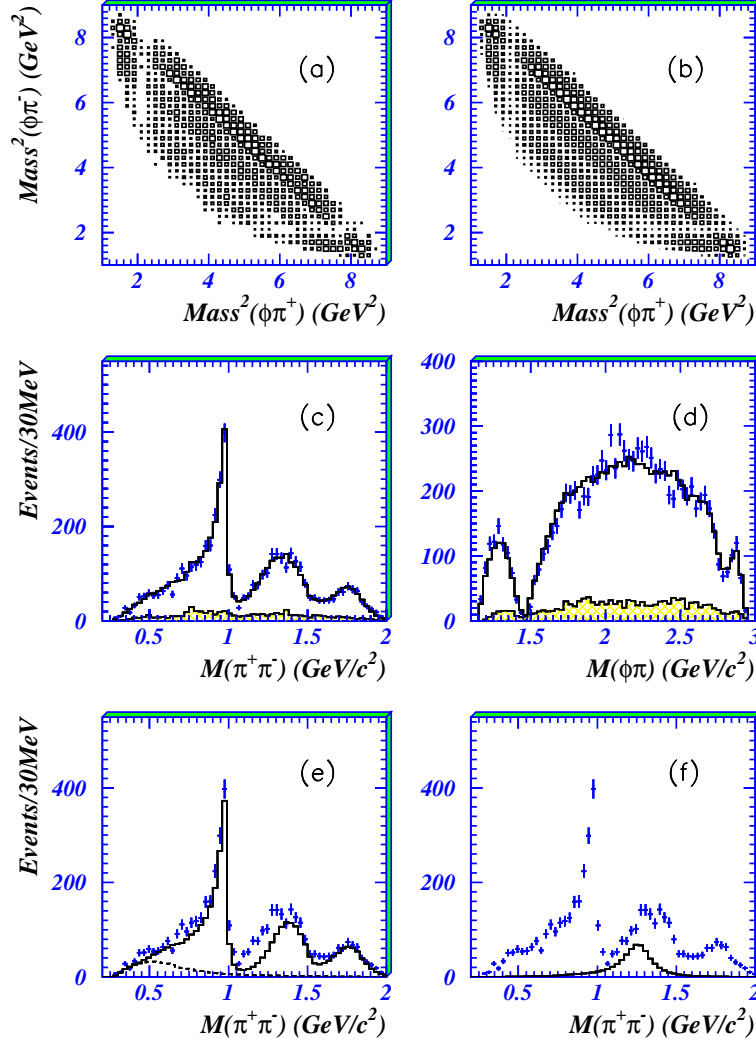 (a)
Mass²(ϕπ⁻) (GeV²)
8
6
4
2
2 4 6 8
Mass²(ϕπ⁺) (GeV²)
(b)
8
6
4
2
2 4 6 8
Mass²(ϕπ⁺) (GeV²)
(c)
Events/30MeV
400
200
0
0.5 1 1.5 2
M(π⁺π⁻) (GeV/c²)
(d)
400
300
200
100
0
1.5 2 2.5 3
M(ϕπ) (GeV/c²)
(e)
Events/30MeV
400
200
0
0.5 1 1.5 2
M(π⁺π⁻) (GeV/c²)
(f)
400
200
0
0.5 1 1.5 2
M(π⁺π⁻) (GeV/c²)